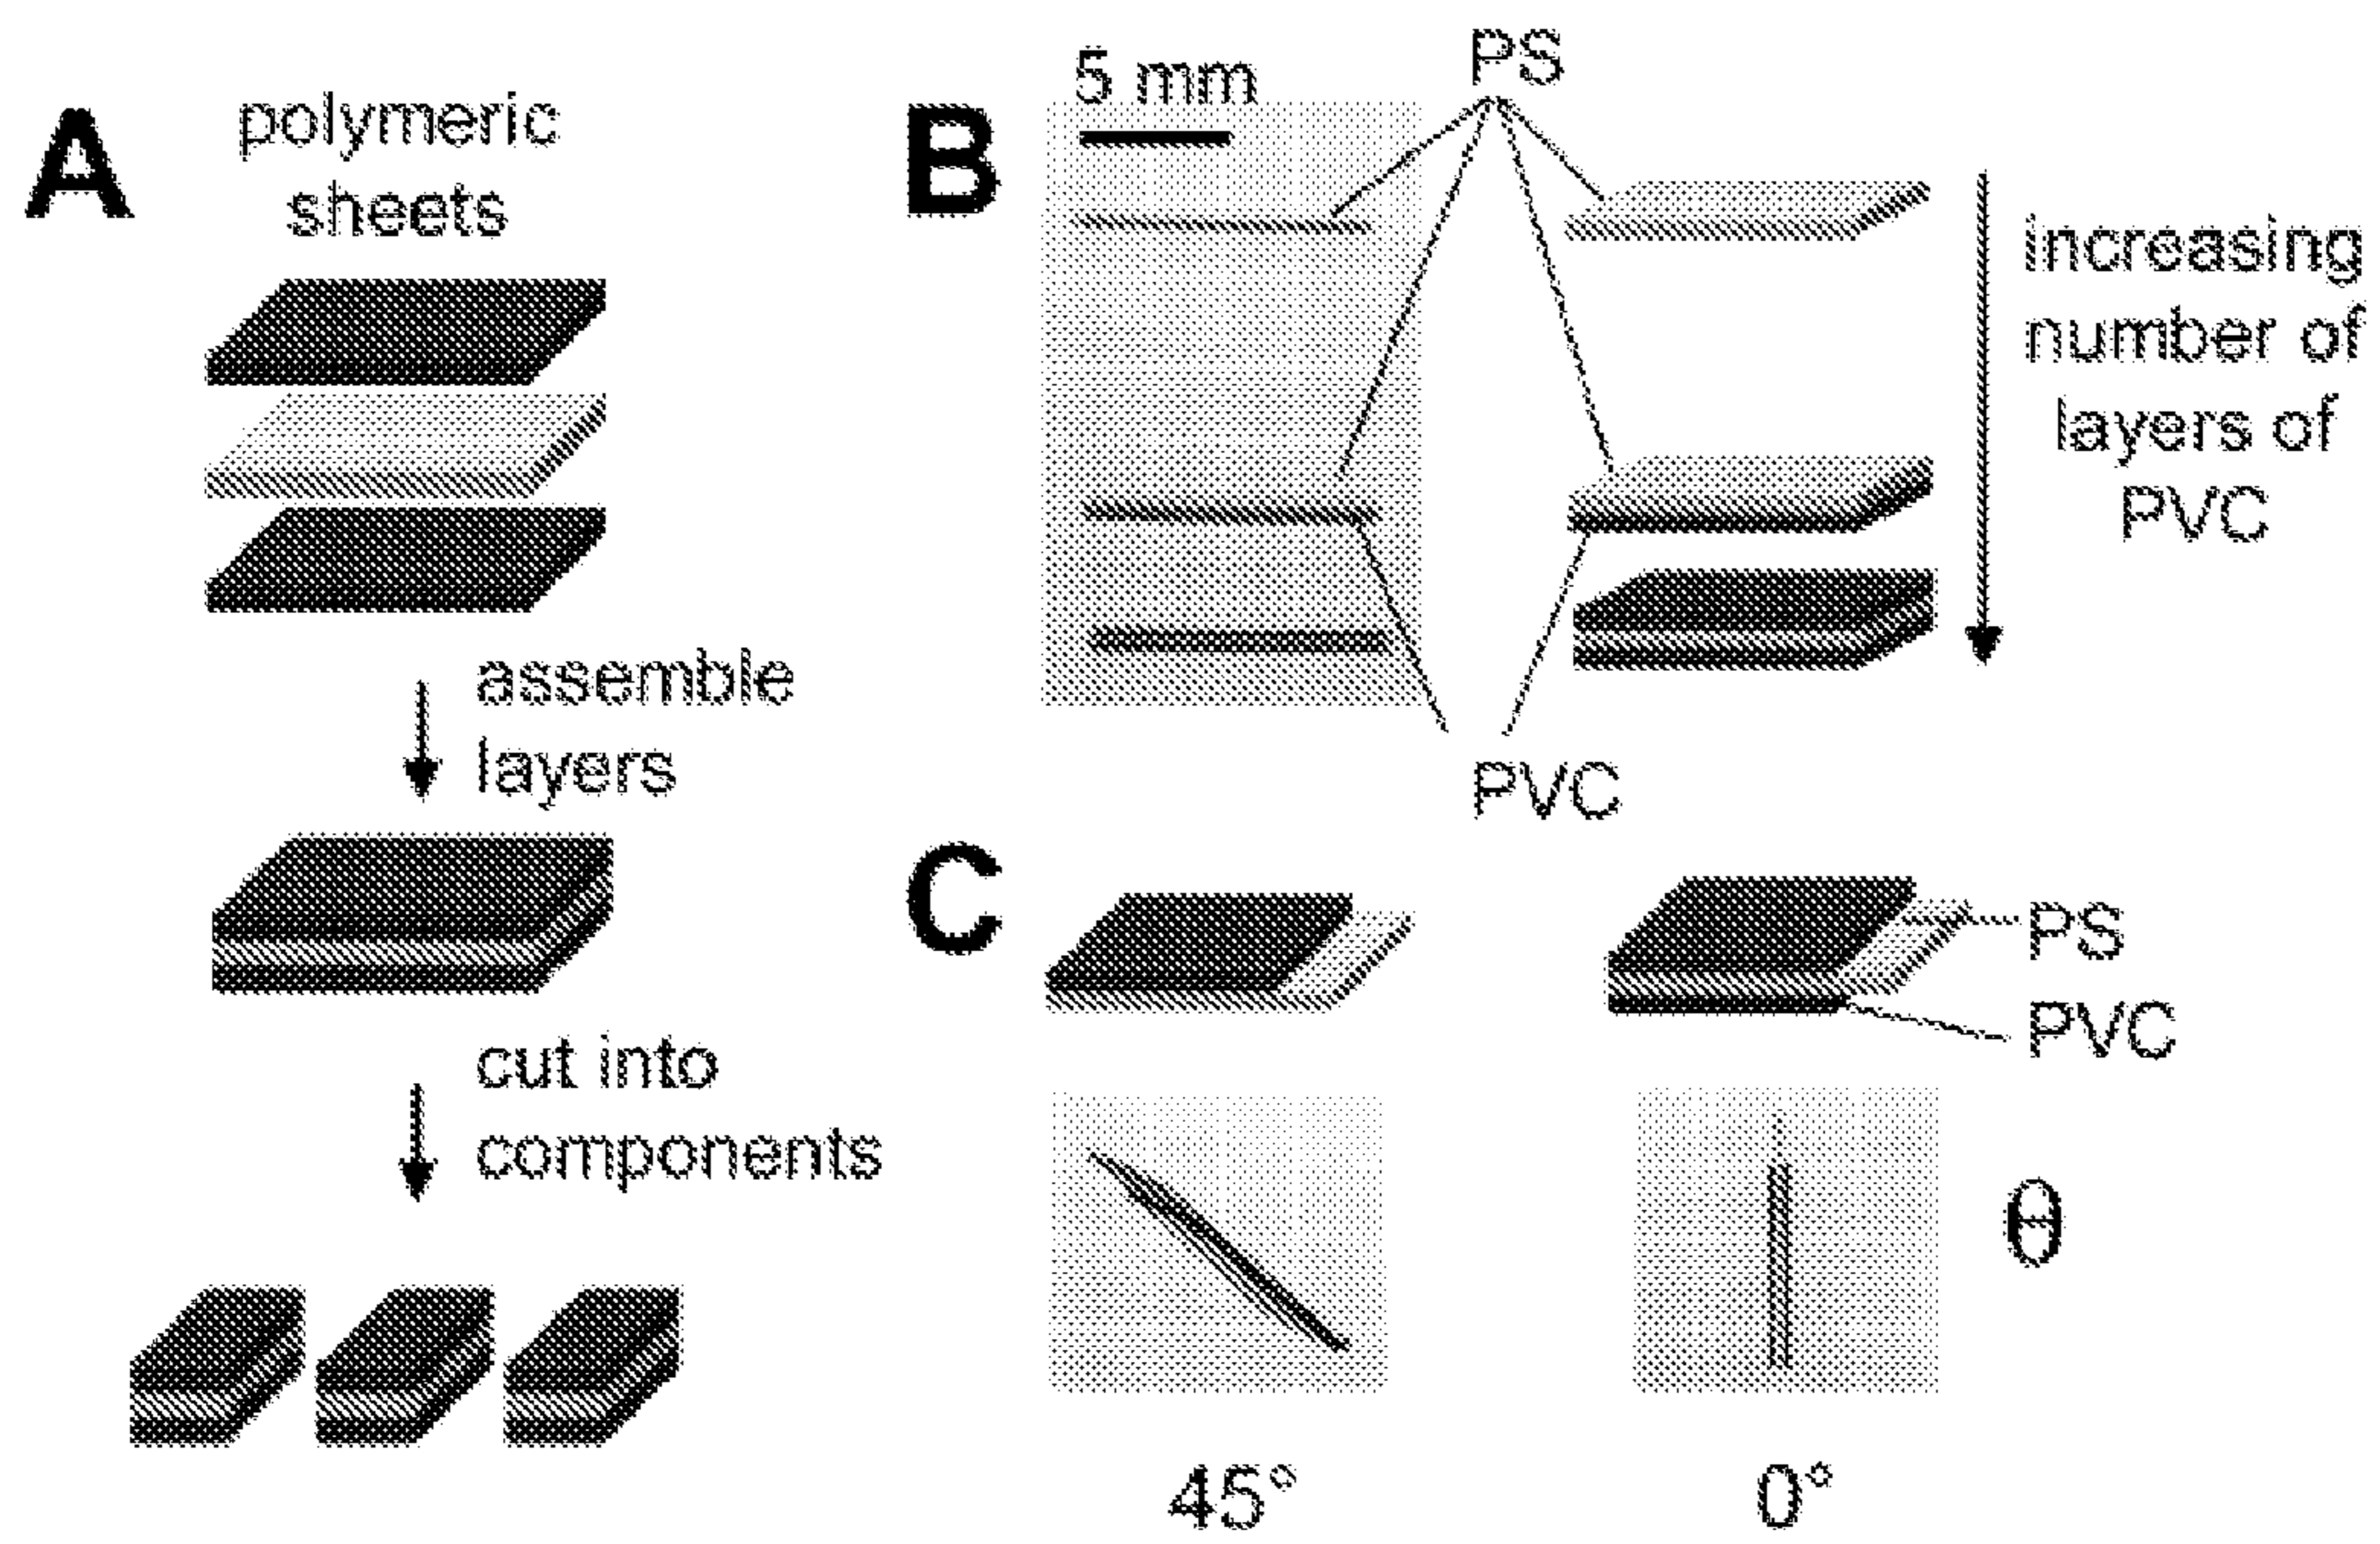 A
polymeric
sheets
assemble
layers
cut into
components
B
5 mm
PS
increasing
number of
layers of
PVC
PVC
C
PS
PVC
θ
45°
0°